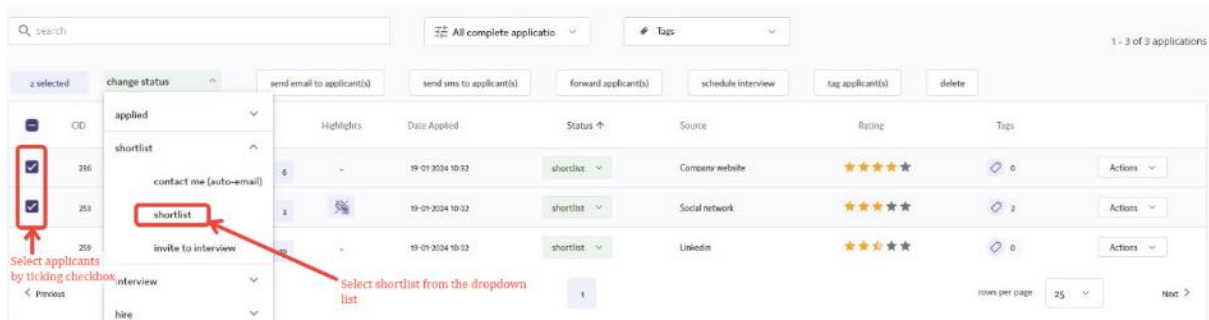 search
All complete applicatio
Tags
1 - 3 of 3 applications
2 selected
change status
send email to applicant(s)
send sms to applicant(s)
forward applicant(s)
schedule interview
tag applicant(s)
delete
CID
Highlights
Date Applied
Status ↑
Source
Rating
Tags
applied
shortlist
contact me (auto-email)
shortlist
invite to interview
interview
hire
236 6 - 19-01-2024 10:32 shortlist Company website 0 Actions
253 2 19-01-2024 10:32 shortlist Social network 2 Actions
259 - 19-01-2024 10:32 shortlist Linkedin 0 Actions
Select applicants
by ticking checkbox
Select shortlist from the dropdown
list
< Previous
1
rows per page
25
Next >